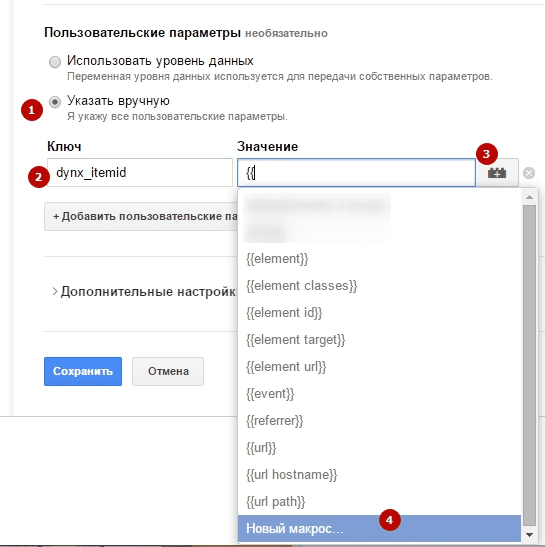 Пользовательские параметры необязательно
Использовать уровень данных
Переменная уровня данных используется для передачи собственных параметров.
1
Указать вручную
Я укажу все пользовательские параметры.
Ключ Значение 3
2 dynx_itemid {{
+ Добавить пользовательские па
{{element}}
{{element classes}}
Дополнительные настройк
{{element id}}
{{element target}}
Сохранить Отмена
{{element url}}
{{event}}
{{referrer}}
{{url}}
{{url hostname}}
{{url path}}
Новый макрос... 4